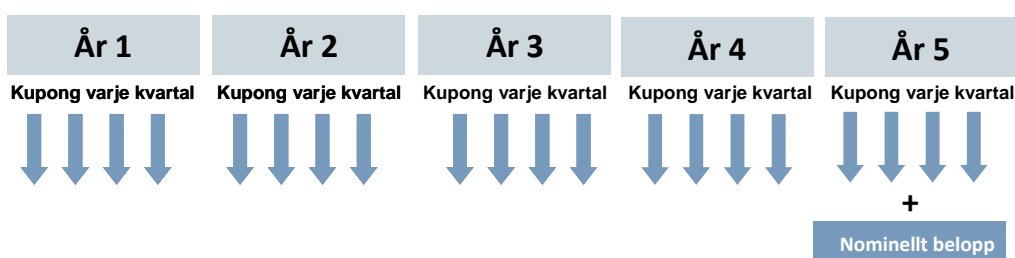 År 1
År 2
År 3
År 4
År 5
Kupong varje kvartal
Kupong varje kvartal
Kupong varje kvartal
Kupong varje kvartal
Kupong varje kvartal
+
Nominellt belopp